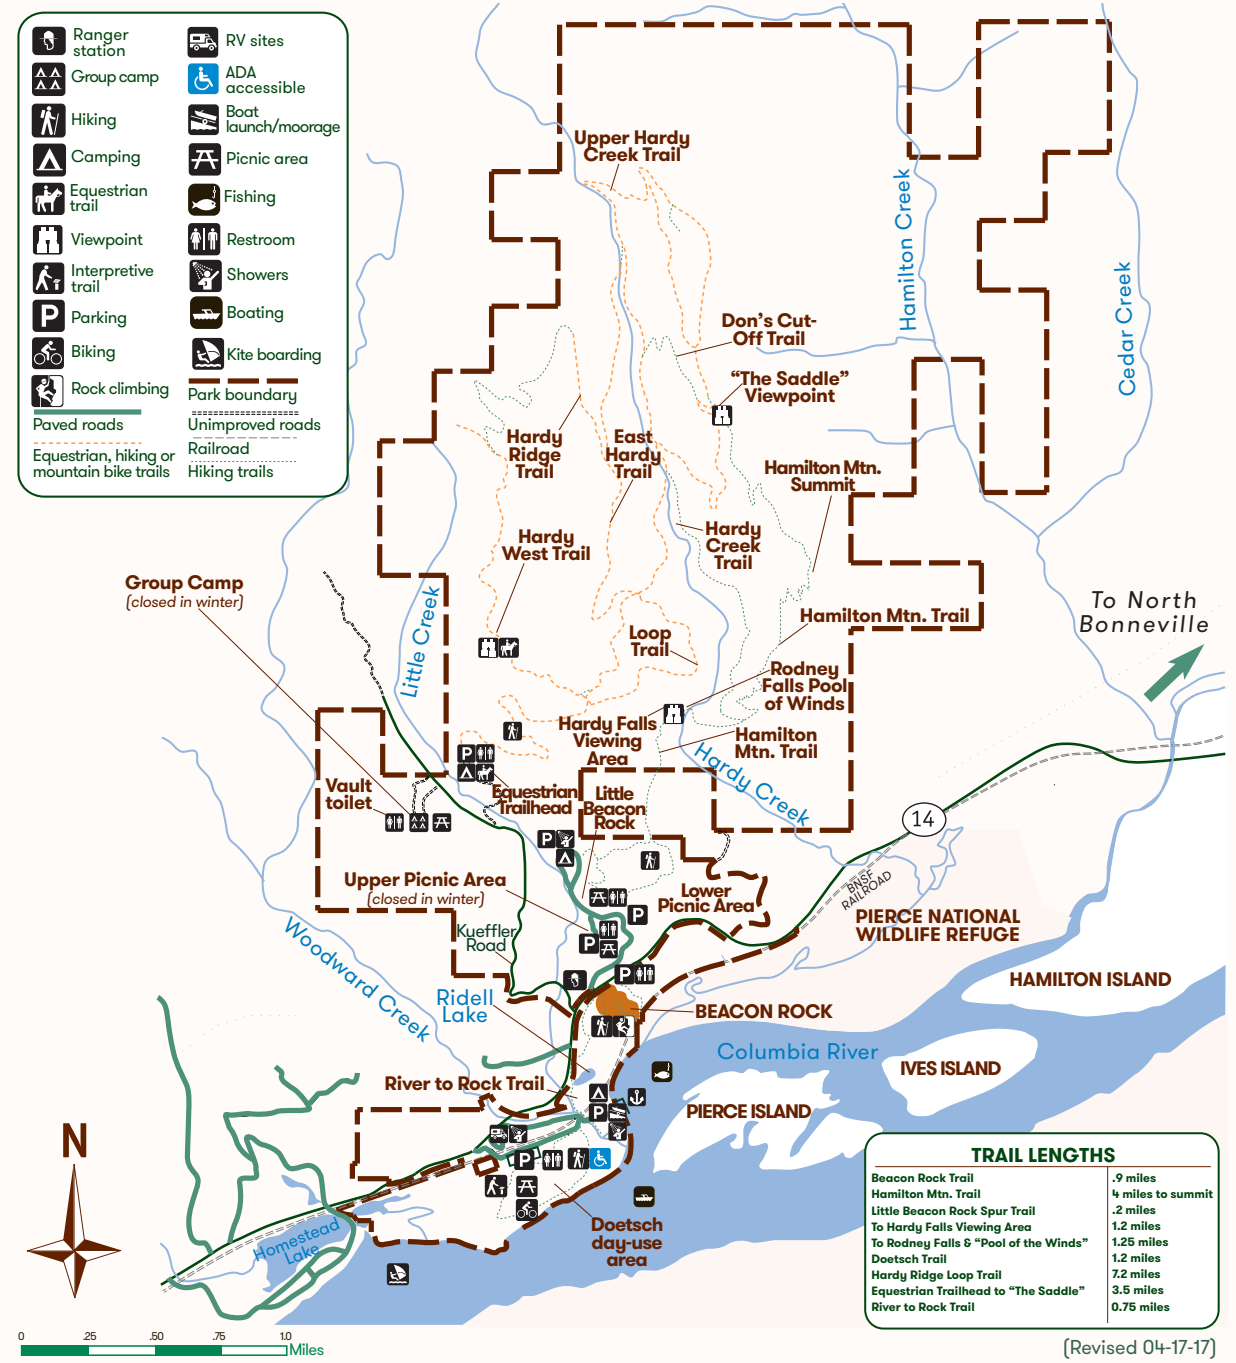 Ranger
station
Group camp
Hiking
Camping
Equestrian
trail
Viewpoint
Interpretive
trail
P
Parking
Biking
Rock climbing
Paved roads
Equestrian, hiking or
mountain bike trails
RV sites
ADA
accessible
Boat
launch/moorage
Picnic area
Fishing
Restroom
Showers
Boating
Kite boarding
Park boundary
Unimproved roads
Railroad
Hiking trails
Upper Hardy
Creek Trail
Hamilton Creek
Cedar Creek
Don's Cut-
Off Trail
"The Saddle"
Viewpoint
Hardy
Ridge
Trail
East
Hardy
Trail
Hamilton Mtn.
Summit
Hardy
West Trail
Hardy
Creek
Trail
Group Camp
(closed in winter)
Little Creek
Hamilton Mtn. Trail
To North
Bonneville
Loop
Trail
Rodney
Falls Pool
of Winds
Hardy Falls
Viewing
Area
Hamilton
Mtn. Trail
Hardy Creek
P
Vault
toilet
Equestrian
Trailhead
Little
Beacon
Rock
14
P
BNSF
RAILROAD
Upper Picnic Area
(closed in winter)
Lower
Picnic Area
P
PIERCE NATIONAL
WILDLIFE REFUGE
Kueffler
Road
P
Woodward Creek
P
HAMILTON ISLAND
Ridell
Lake
BEACON ROCK
Columbia River
IVES ISLAND
River to Rock Trail
P
PIERCE ISLAND
N
P
Doetsch
day-use
area
Homestead
Lake
TRAIL LENGTHS
Beacon Rock Trail .9 miles
Hamilton Mtn. Trail 4 miles to summit
Little Beacon Rock Spur Trail .2 miles
To Hardy Falls Viewing Area 1.2 miles
To Rodney Falls & "Pool of the Winds" 1.25 miles
Doetsch Trail 1.2 miles
Hardy Ridge Loop Trail 7.2 miles
Equestrian Trailhead to "The Saddle" 3.5 miles
River to Rock Trail 0.75 miles
0 .25 .50 .75 1.0
Miles
(Revised 04-17-17)